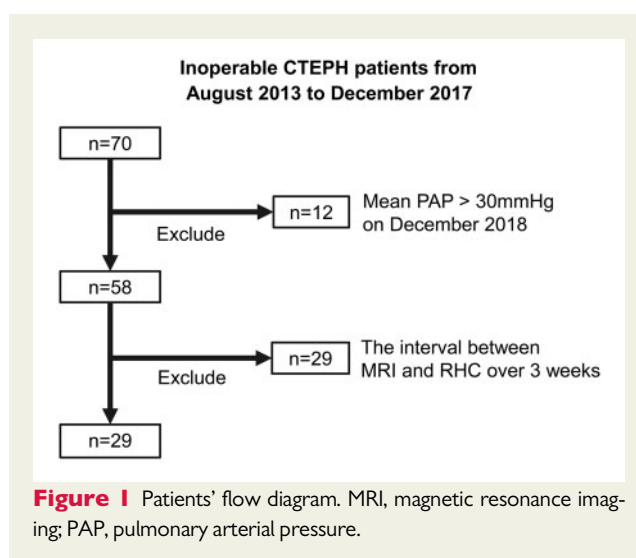 Inoperable CTEPH patients from
August 2013 to December 2017
n=70
n=12
Mean PAP > 30mmHg
on December 2018
Exclude
n=58
n=29
The interval between
MRI and RHC over 3 weeks
Exclude
n=29
Figure 1 Patients' flow diagram. MRI, magnetic resonance imag-
ing; PAP, pulmonary arterial pressure.